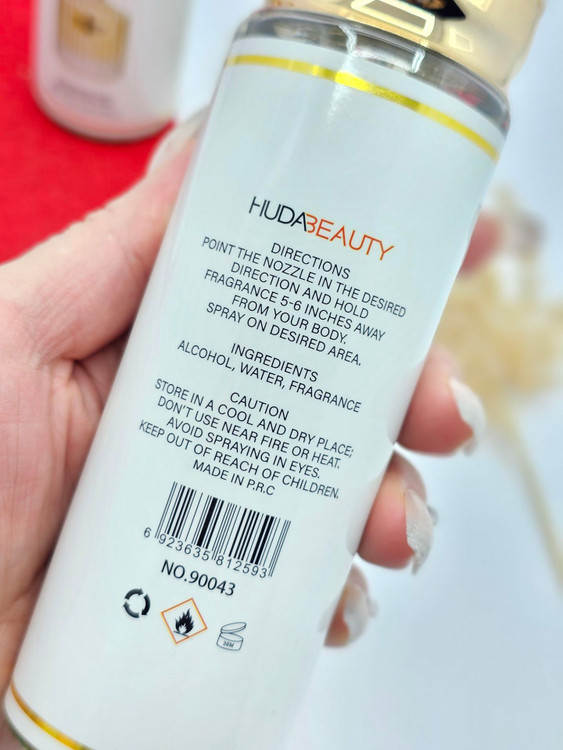 HUDABEAUTY
DIRECTIONS
POINT THE NOZZLE IN THE DESIRED
DIRECTION AND HOLD
FRAGRANCE 5-6 INCHES AWAY
FROM YOUR BODY.
SPRAY ON DESIRED AREA.
INGREDIENTS
ALCOHOL, WATER, FRAGRANCE
CAUTION
STORE IN A COOL AND DRY PLACE;
DON'T USE NEAR FIRE OR HEAT.
AVOID SPRAYING IN EYES.
KEEP OUT OF REACH OF CHILDREN.
MADE IN P.R.C
6 923635 812593
NO.90043
36M